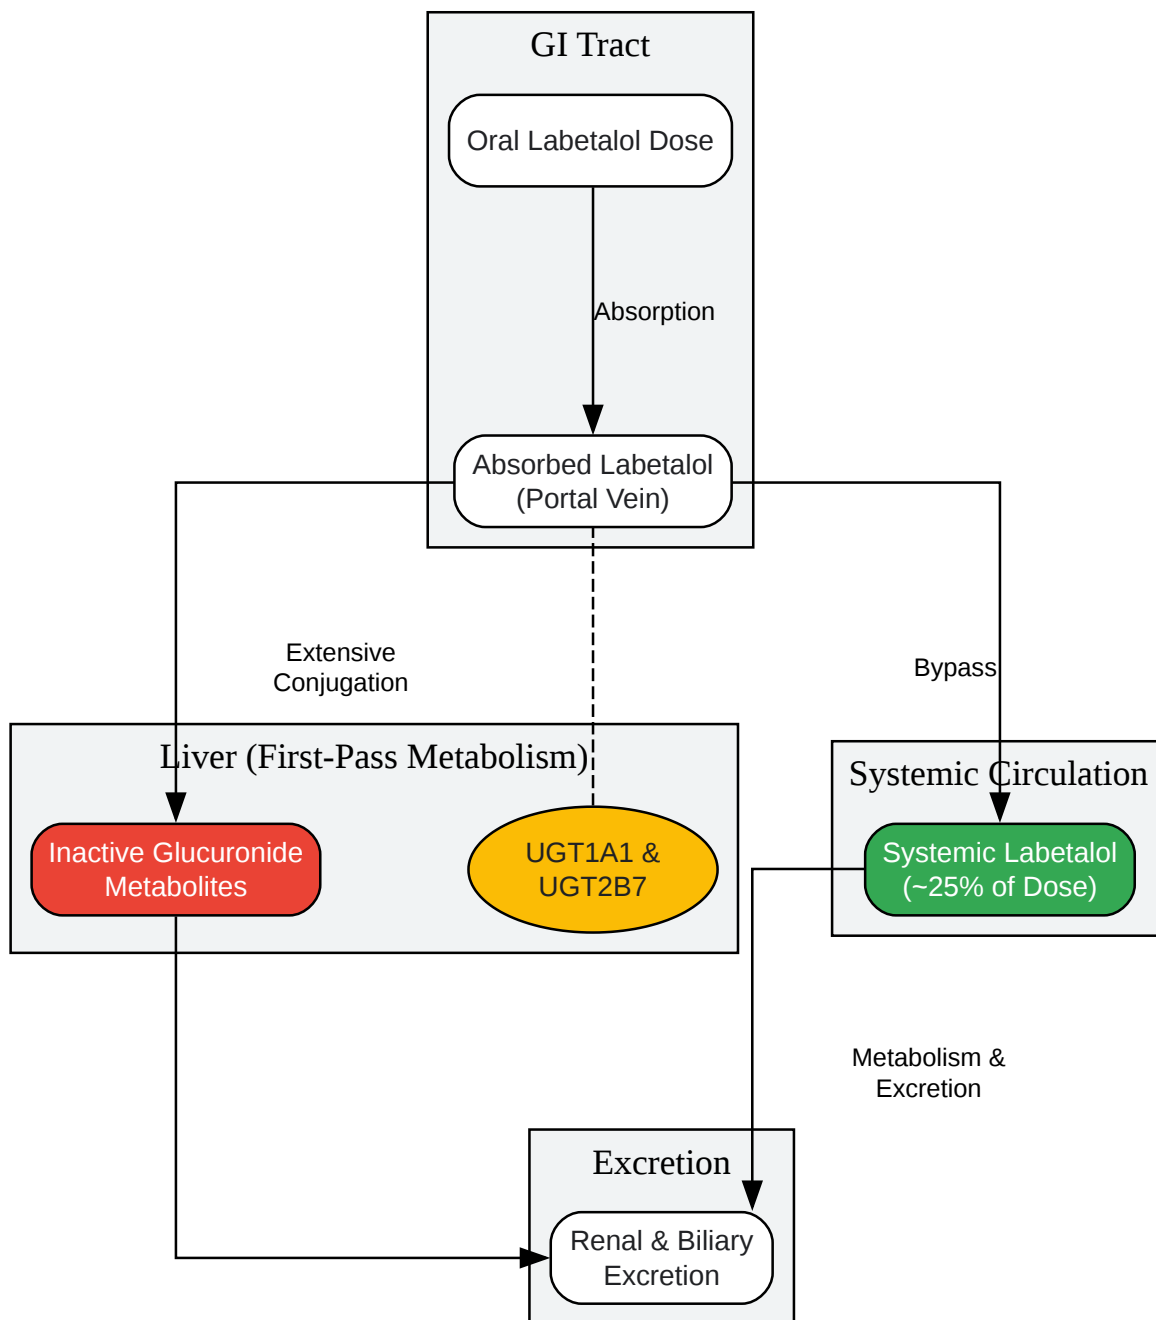 GI Tract
Oral Labetalol Dose
Absorption
Absorbed Labetalol
(Portal Vein)
Extensive
Conjugation
Bypass
Liver (First-Pass Metabolism)
Systemic Circulation
Inactive Glucuronide
Metabolites
UGT1A1 &
UGT2B7
Systemic Labetalol
(~25% of Dose)
Metabolism &
Excretion
Excretion
Renal & Biliary
Excretion